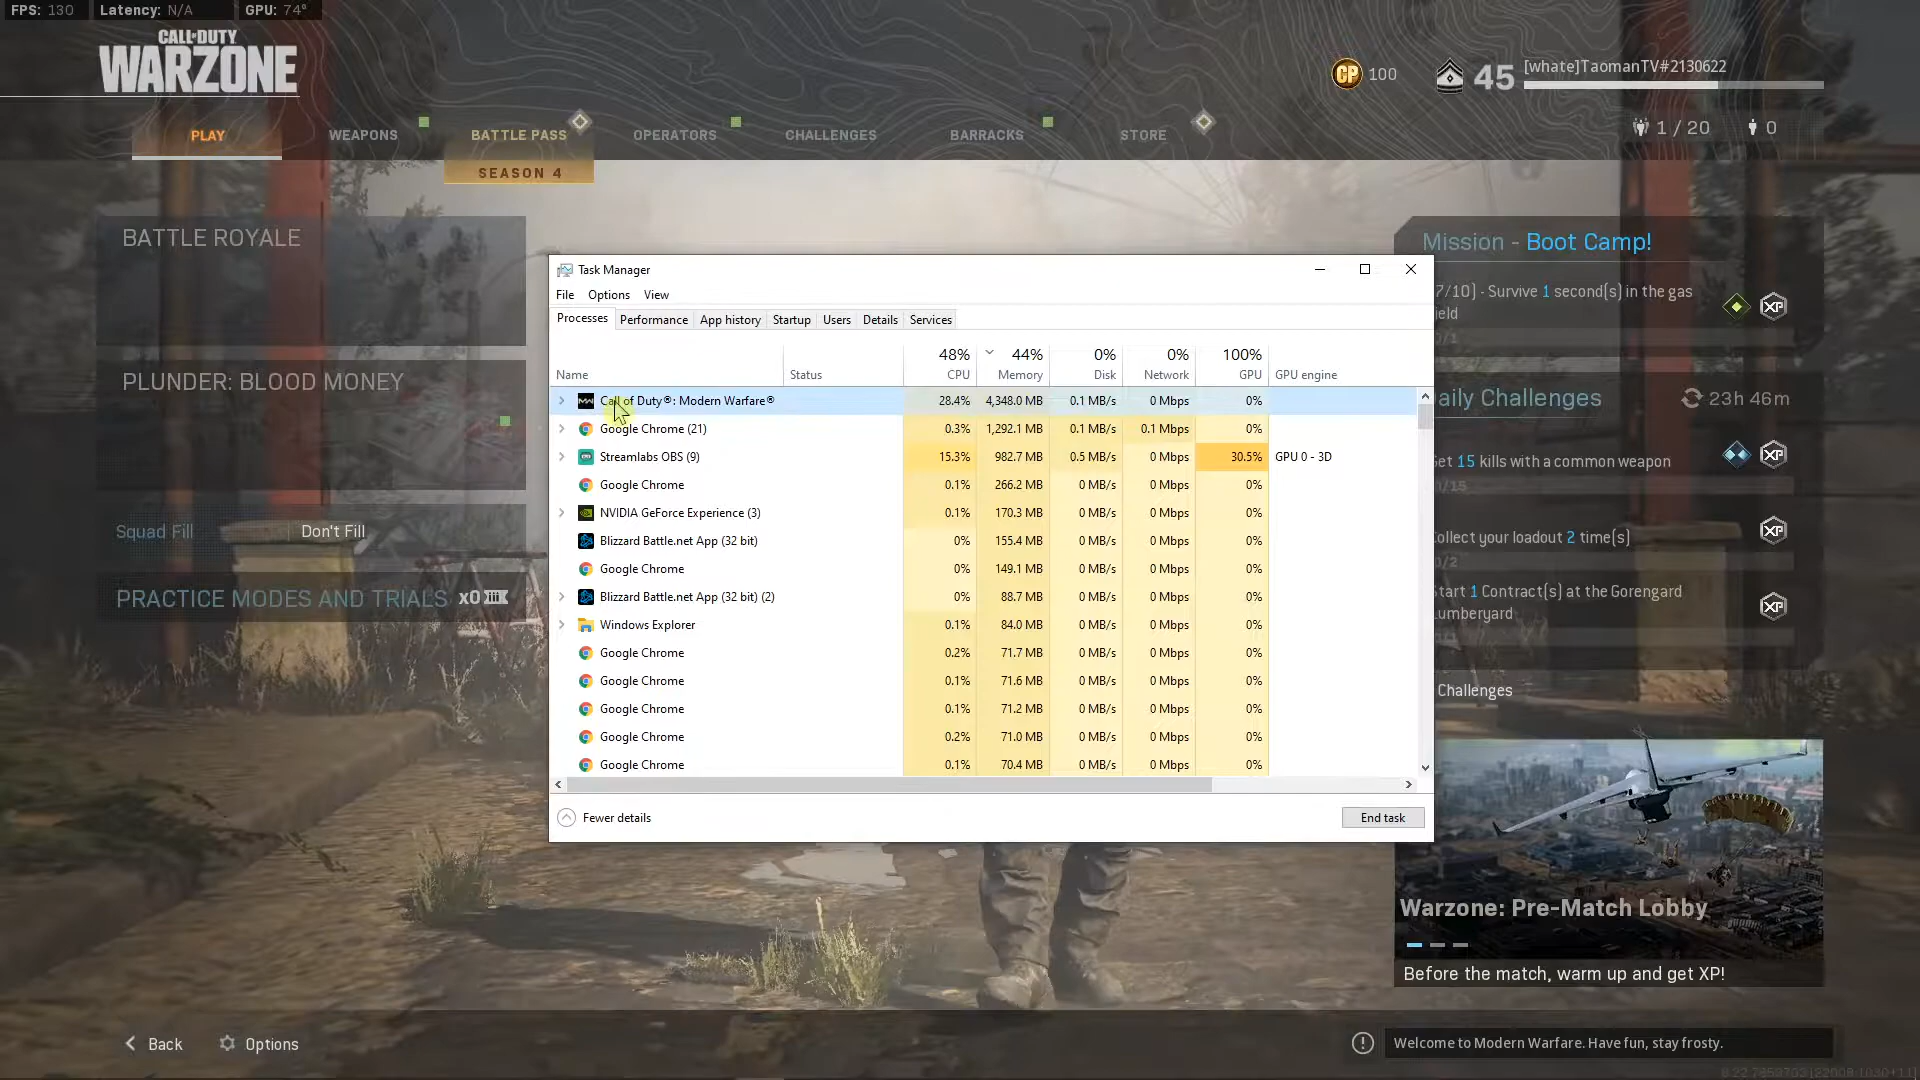 FPS: 130 Latency: N/A GPU: 74°
CALL OF DUTY
WARZONE
CP 100
45 [whate]TaomanTV#2130622
PLAY WEAPONS BATTLE PASS OPERATORS CHALLENGES BARRACKS STORE
1 / 20 0
SEASON 4
BATTLE ROYALE
PLUNDER: BLOOD MONEY
Squad Fill Don't Fill
PRACTICE MODES AND TRIALS x0
Task Manager
File Options View
Processes Performance App history Startup Users Details Services
48% 44% 0% 0% 100%
Name Status CPU Memory Disk Network GPU GPU engine
Call of Duty®: Modern Warfare® 28.4% 4,348.0 MB 0.1 MB/s 0 Mbps 0%
Google Chrome (21) 0.3% 1,292.1 MB 0.1 MB/s 0.1 Mbps 0%
Streamlabs OBS (9) 15.3% 982.7 MB 0.5 MB/s 0 Mbps 30.5% GPU 0 - 3D
Google Chrome 0.1% 266.2 MB 0 MB/s 0 Mbps 0%
NVIDIA GeForce Experience (3) 0.1% 170.3 MB 0 MB/s 0 Mbps 0%
Blizzard Battle.net App (32 bit) 0% 155.4 MB 0 MB/s 0 Mbps 0%
Google Chrome 0% 149.1 MB 0 MB/s 0 Mbps 0%
Blizzard Battle.net App (32 bit) (2) 0% 88.7 MB 0 MB/s 0 Mbps 0%
Windows Explorer 0.1% 84.0 MB 0 MB/s 0 Mbps 0%
Google Chrome 0.2% 71.7 MB 0 MB/s 0 Mbps 0%
Google Chrome 0.1% 71.6 MB 0 MB/s 0 Mbps 0%
Google Chrome 0.1% 71.2 MB 0 MB/s 0 Mbps 0%
Google Chrome 0.2% 71.0 MB 0 MB/s 0 Mbps 0%
Google Chrome 0.1% 70.4 MB 0 MB/s 0 Mbps 0%
Fewer details End task
Mission - Boot Camp!
7/10) - Survive 1 second(s) in the gas
ield
0/1
XP
aily Challenges 23h 46m
et 15 kills with a common weapon
0/15
XP
ollect your loadout 2 time(s)
0/2
XP
tart 1 Contract(s) at the Gorengard
umberyard
XP
Challenges
Warzone: Pre-Match Lobby
Before the match, warm up and get XP!
Back Options
Welcome to Modern Warfare. Have fun, stay frosty.